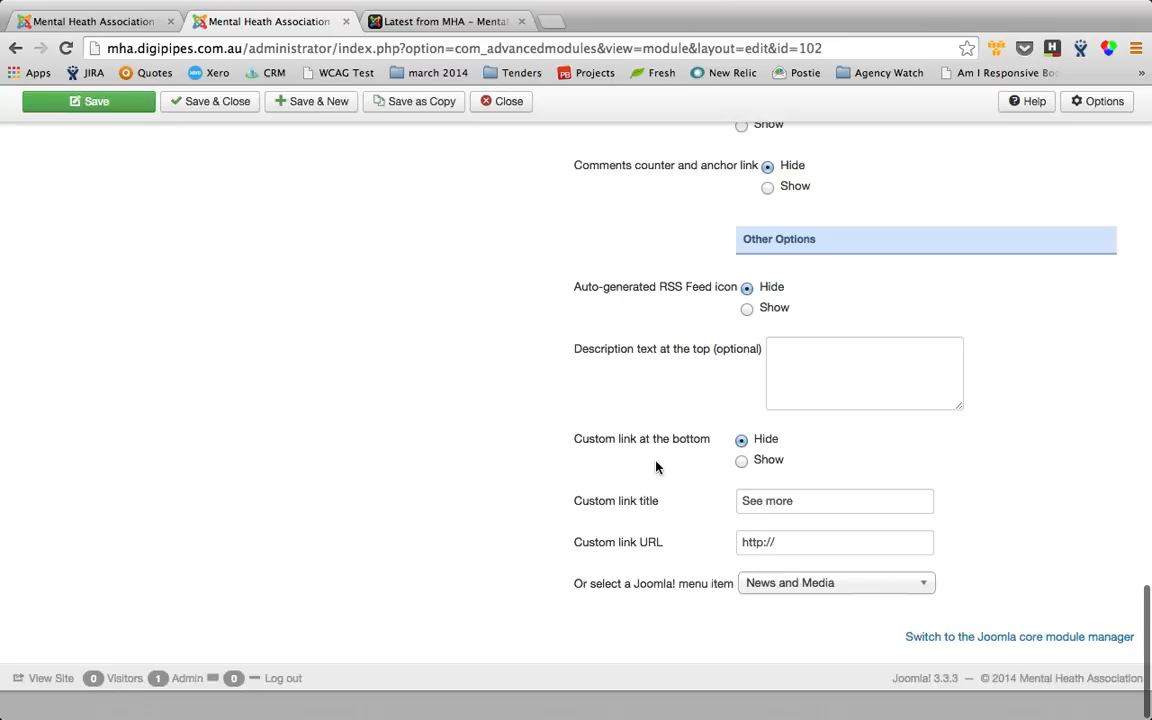 Mental Heath Association
Mental Heath Association
Latest from MHA – Mental
mha.digipipes.com.au/administrator/index.php?option=com_advancedmodules&view=module&layout=edit&id=102
Apps JIRA Quotes Xero CRM WCAG Test march 2014 Tenders Projects Fresh New Relic Postie Agency Watch Am I Responsive »
Save Save & Close Save & New Save as Copy Close Help Options
Show
Comments counter and anchor link Hide
Show
Other Options
Auto-generated RSS Feed icon Hide
Show
Description text at the top (optional)
Custom link at the bottom Hide
Show
Custom link title See more
Custom link URL http://
Or select a Joomla! menu item News and Media
Switch to the Joomla core module manager
View Site 0 Visitors 1 Admin 0 Log out Joomla! 3.3.3 — © 2014 Mental Heath Association